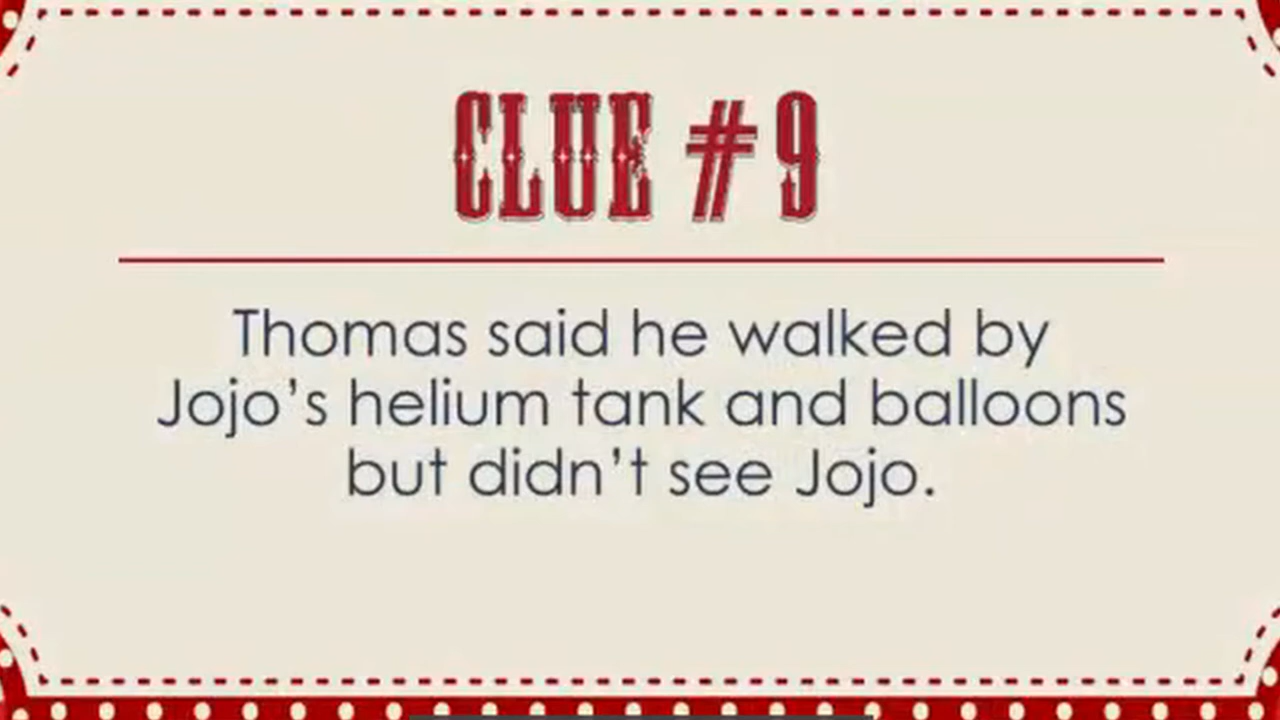 CLUE #9
Thomas said he walked by
Jojo’s helium tank and balloons
but didn’t see Jojo.